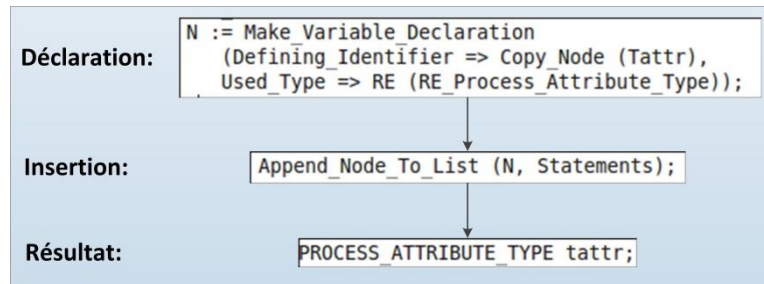 Déclaration:
N := Make_Variable_Declaration
(Defining_Identifier => Copy_Node (Tattr),
Used_Type => RE (RE_Process_Attribute_Type));
Insertion:
Append_Node_To_List (N, Statements);
Résultat:
PROCESS_ATTRIBUTE_TYPE tattr;